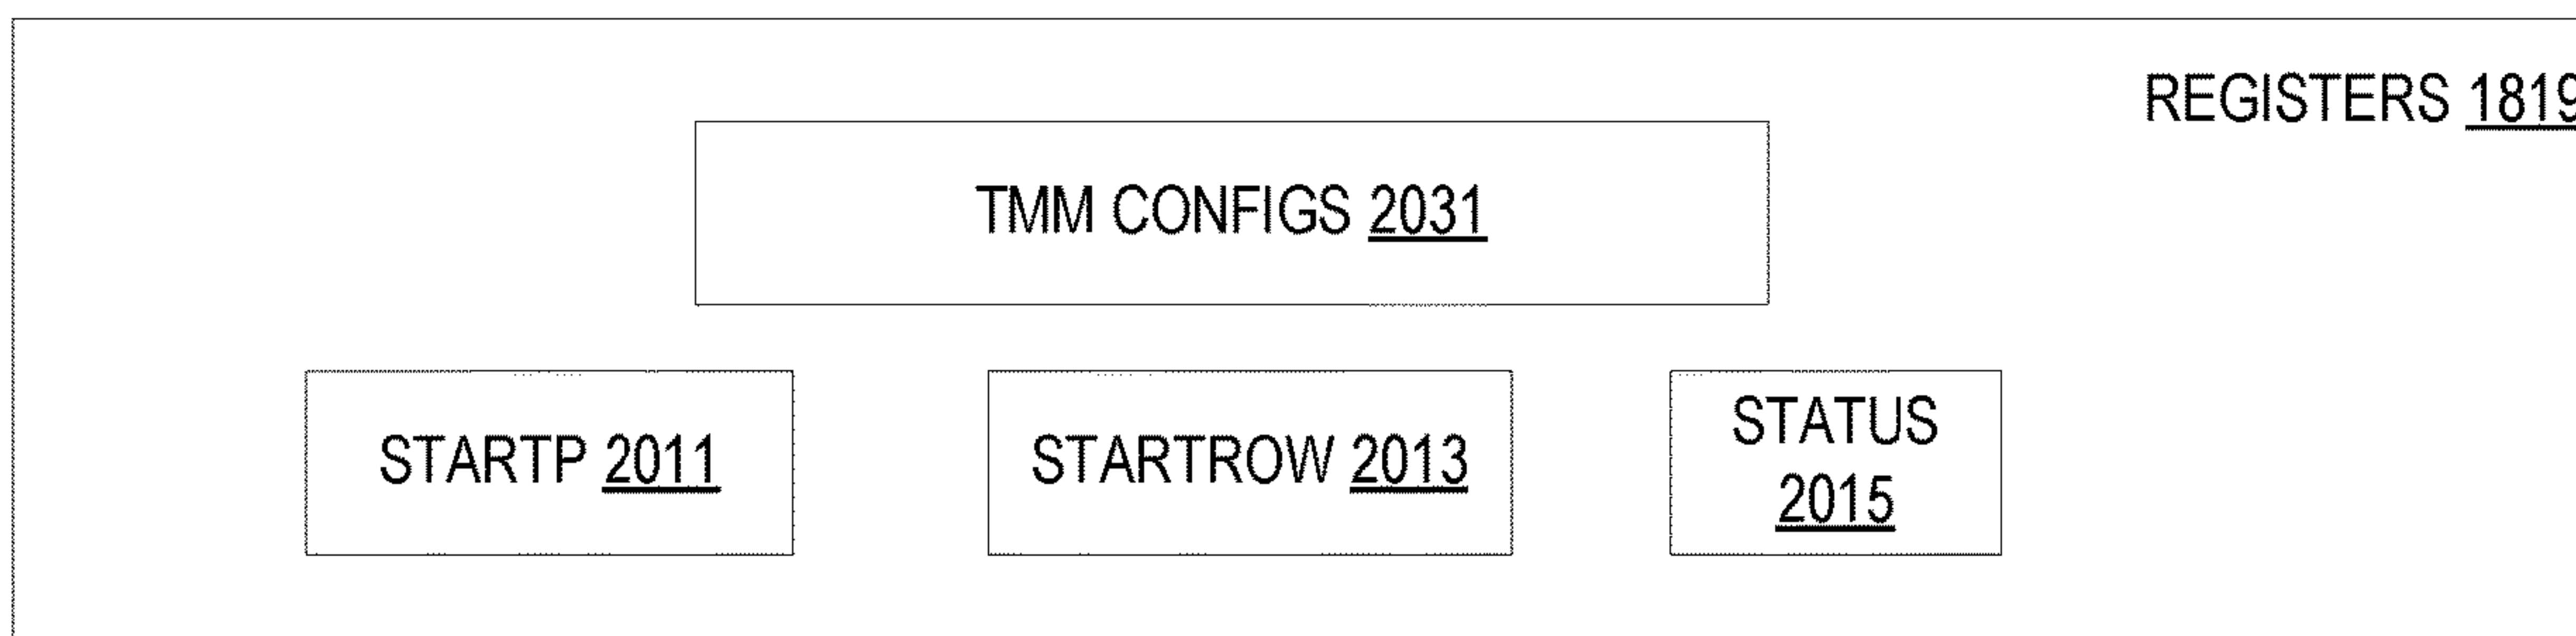 REGISTERS 1819
TMM CONFIGS 2031
STARTP 2011
STARTROW 2013
STATUS
2015